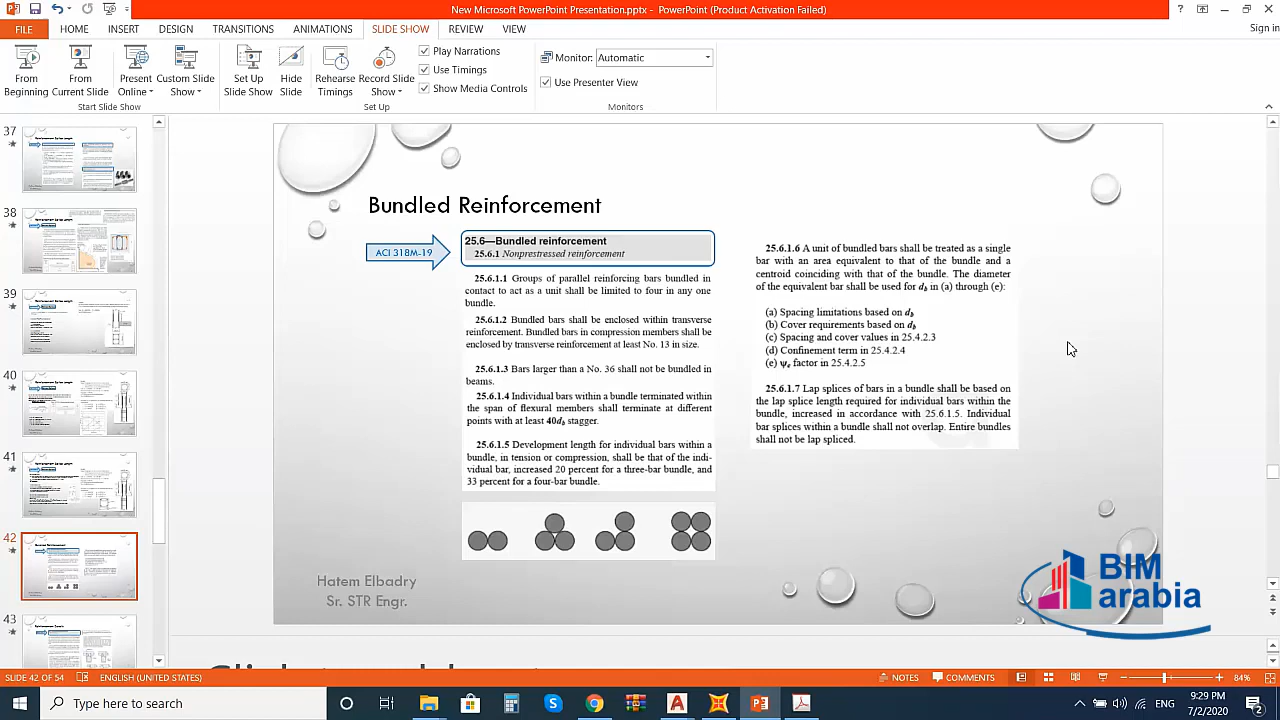 New Microsoft PowerPoint Presentation.pptx - PowerPoint (Product Activation Failed)
FILE HOME INSERT DESIGN TRANSITIONS ANIMATIONS SLIDE SHOW REVIEW VIEW
Sign in
From Beginning
From Current Slide
Present Online
Custom Slide Show
Start Slide Show
Set Up Slide Show
Hide Slide
Rehearse Timings
Record Slide Show
Play Narrations
Use Timings
Show Media Controls
Set Up
Monitor: Automatic
Use Presenter View
Monitors
37
38
39
40
41
42
43
Bundled Reinforcement
ACI 318M-19
25.6—Bundled reinforcement
25.6.1 Nonprestressed reinforcement
25.6.1.1 Groups of parallel reinforcing bars bundled in
contact to act as a unit shall be limited to four in any one
bundle.
25.6.1.2 Bundled bars shall be enclosed within transverse
reinforcement. Bundled bars in compression members shall be
enclosed by transverse reinforcement at least No. 13 in size.
25.6.1.3 Bars larger than a No. 36 shall not be bundled in
beams.
25.6.1.4 Individual bars within a bundle terminated within
the span of flexural members shall terminate at different
points with at least 40db stagger.
25.6.1.5 Development length for individual bars within a
bundle, in tension or compression, shall be that of the indi-
vidual bar, increased 20 percent for a three-bar bundle, and
33 percent for a four-bar bundle.
25.6.1.6 A unit of bundled bars shall be treated as a single
bar with an area equivalent to that of the bundle and a
centroid coinciding with that of the bundle. The diameter
of the equivalent bar shall be used for db in (a) through (e):
(a) Spacing limitations based on db
(b) Cover requirements based on db
(c) Spacing and cover values in 25.4.2.3
(d) Confinement term in 25.4.2.4
(e) ψe factor in 25.4.2.5
25.6.1.7 Lap splices of bars in a bundle shall be based on
the lap splice length required for individual bars within the
bundle, increased in accordance with 25.6.1.5. Individual
bar splices within a bundle shall not overlap. Entire bundles
shall not be lap spliced.
Hatem Elbadry
Sr. STR Engr.
BIM
arabia
SLIDE 42 OF 54 ENGLISH (UNITED STATES) NOTES COMMENTS 84%
Type here to search
ENG
9:29 PM
7/2/2020
2